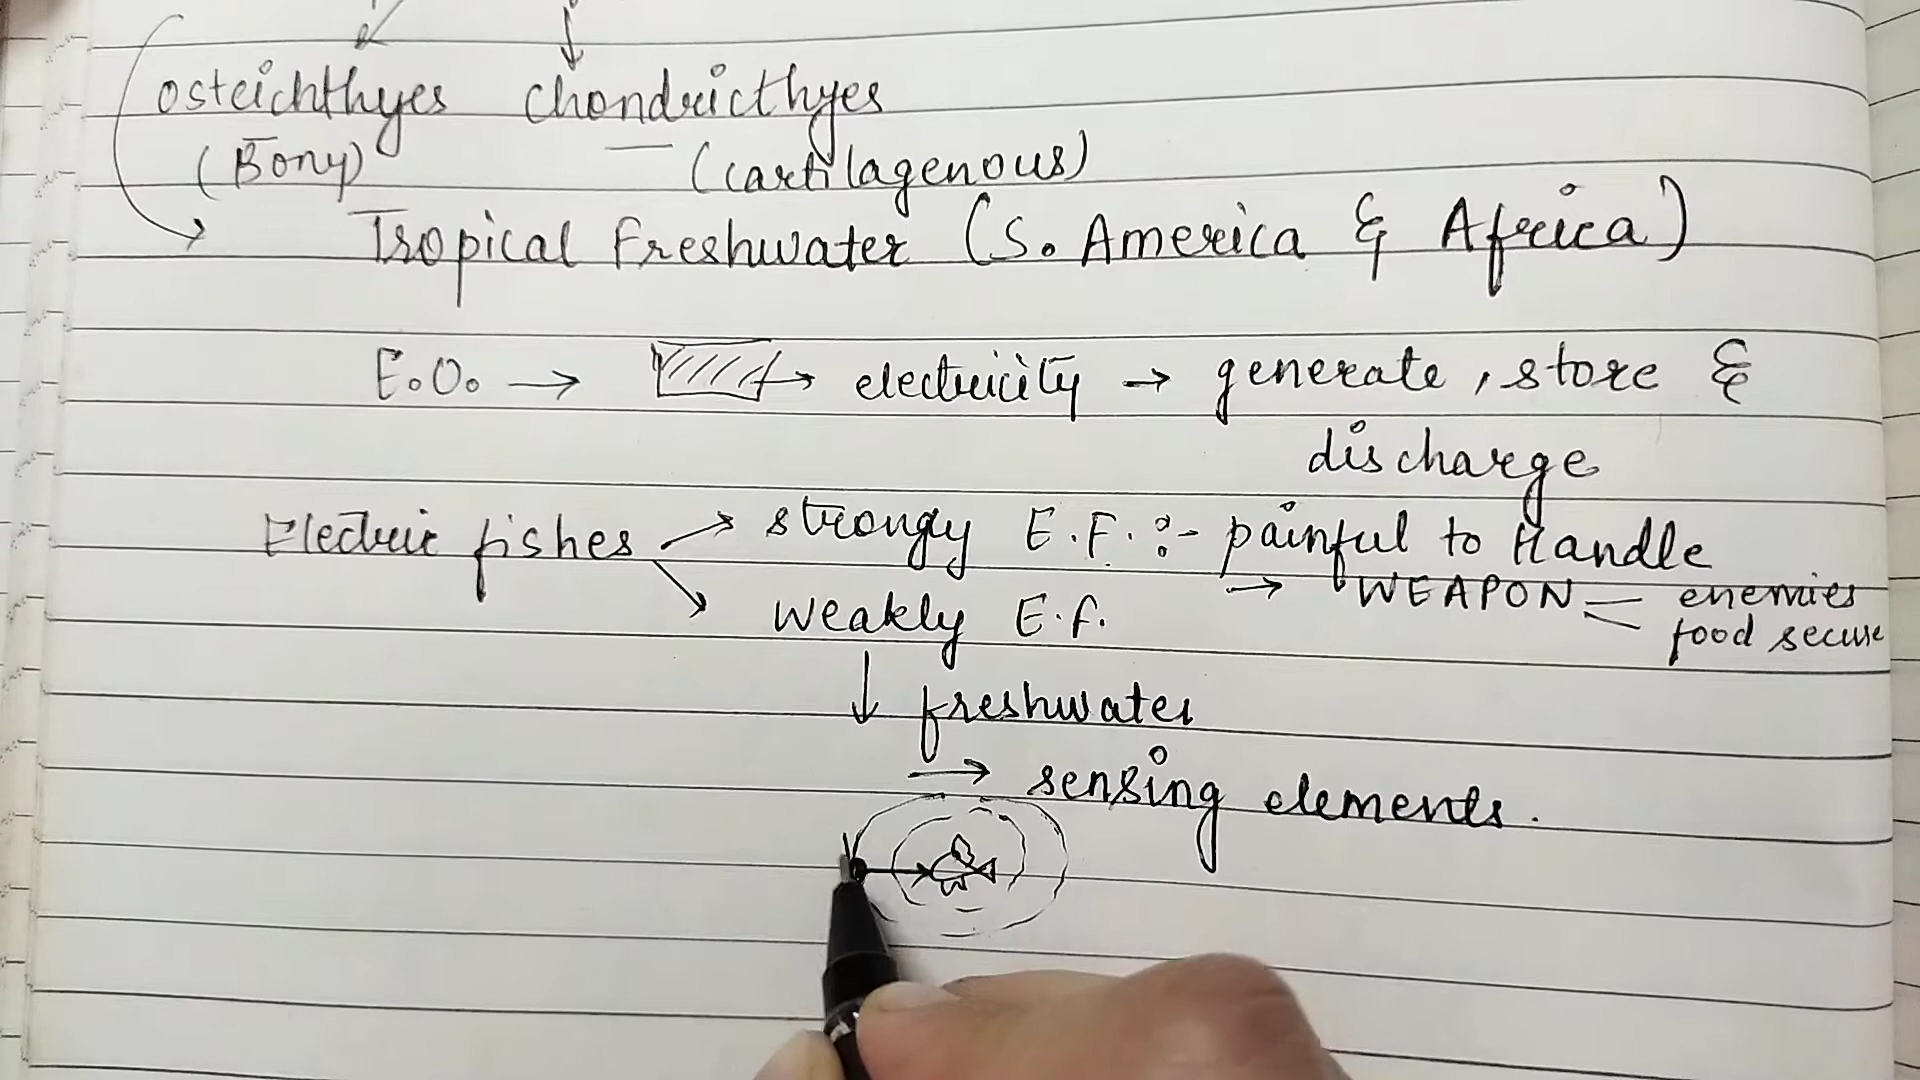 osteichthyes chondricthyes
(Bony) — (cartilagenous)
→ Tropical Freshwater (S. America & Africa)
E.O. → → electricity → generate, store &
discharge
Electric fishes → strongly E.F. :- painful to Handle
→ WEAPON = enemies
food secure
↘ Weakly E.F.
↓ freshwater
→ sensing elements.